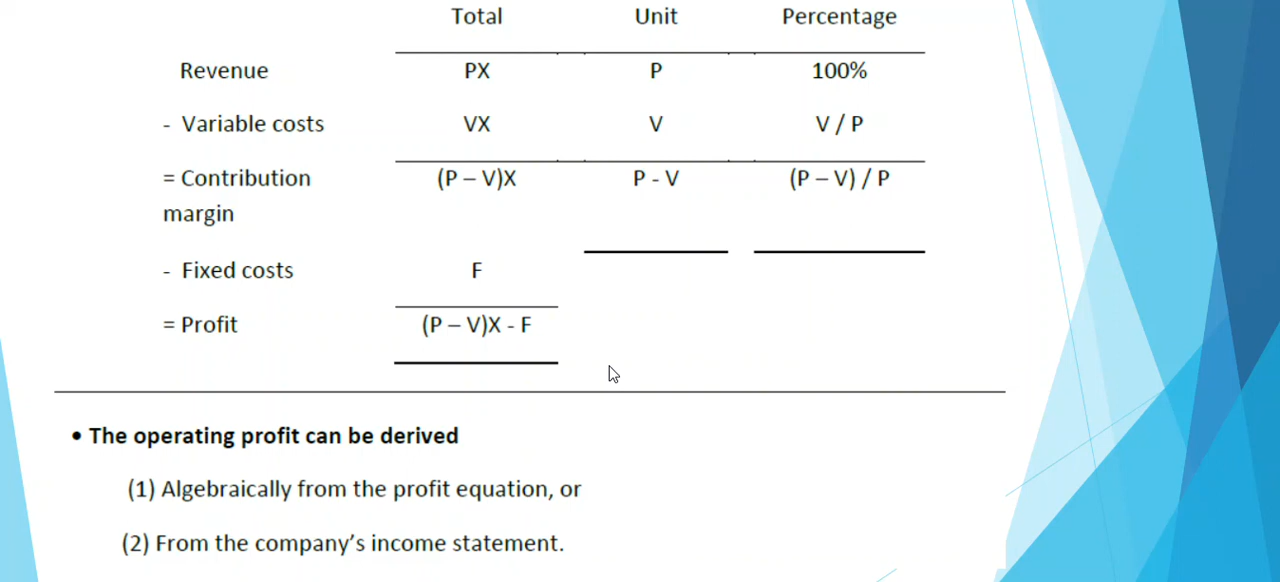 Total Unit Percentage
Revenue PX P 100%
- Variable costs VX V V / P
= Contribution (P – V)X P - V (P – V) / P
margin
- Fixed costs F
= Profit (P – V)X - F
• The operating profit can be derived
(1) Algebraically from the profit equation, or
(2) From the company’s income statement.